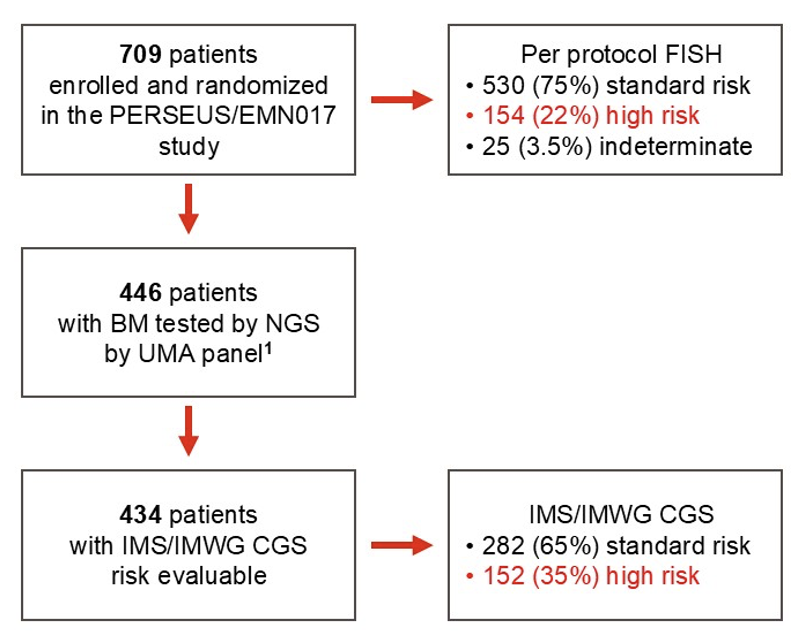 709 patients
enrolled and randomized
in the PERSEUS/EMN017
study
Per protocol FISH
• 530 (75%) standard risk
• 154 (22%) high risk
• 25 (3.5%) indeterminate
446 patients
with BM tested by NGS
by UMA panel¹
434 patients
with IMS/IMWG CGS
risk evaluable
IMS/IMWG CGS
• 282 (65%) standard risk
• 152 (35%) high risk